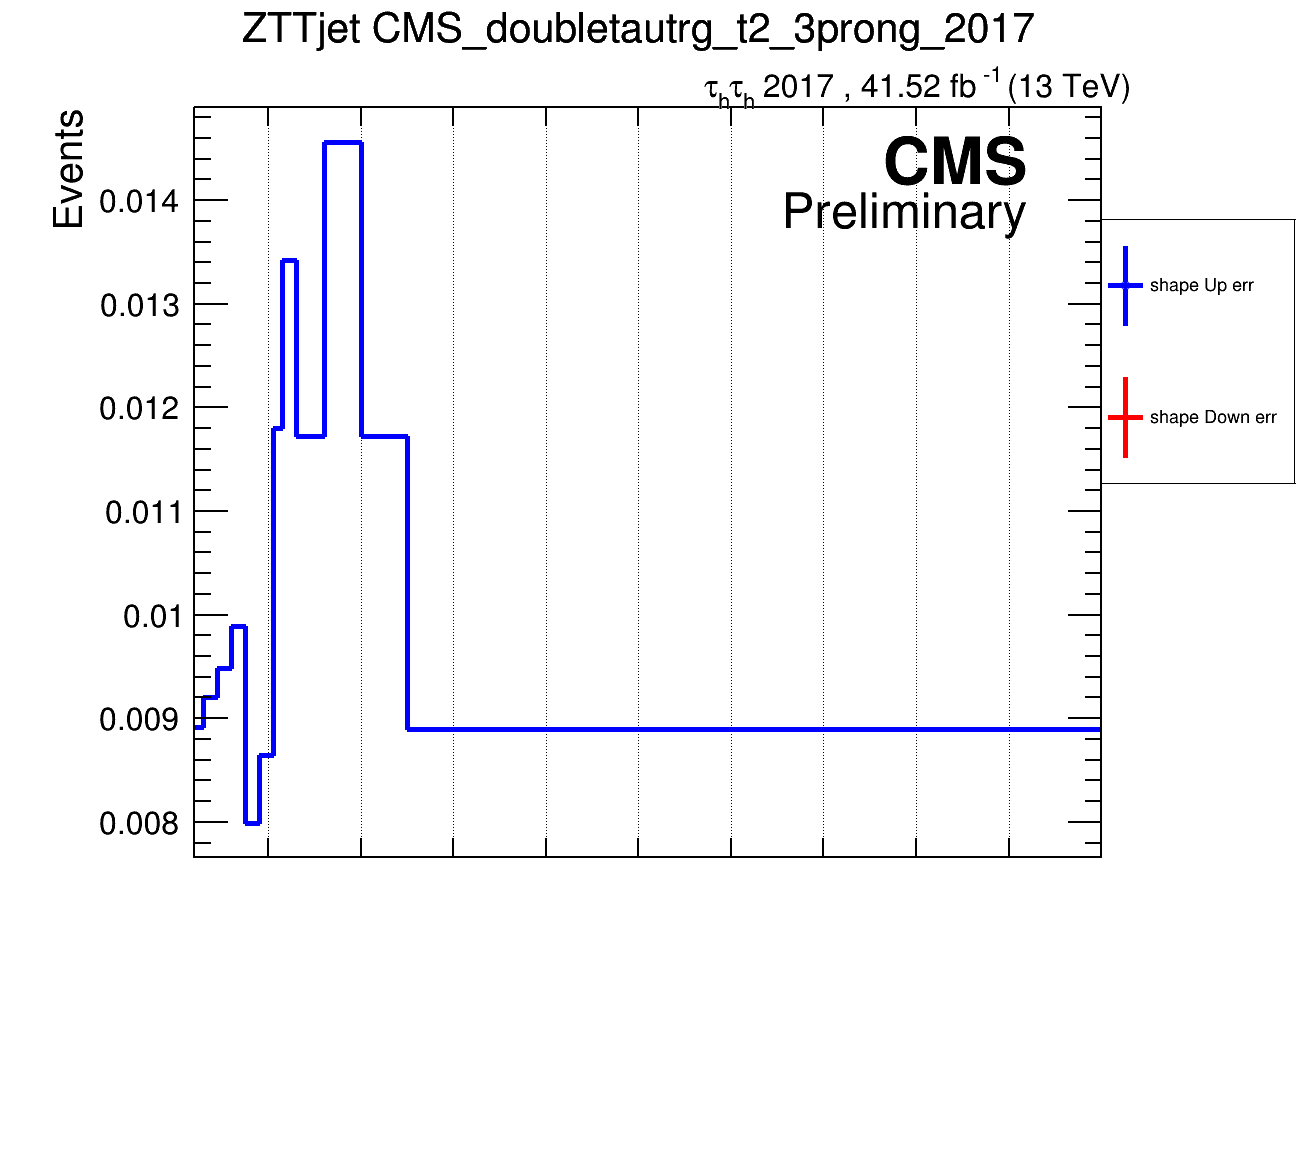 ZTTjet CMS_doubletautrg_t2_3prong_2017
τhτh 2017 , 41.52 fb -1 (13 TeV)
Events
CMS
Preliminary
0.014
0.013
0.012
0.011
0.01
0.009
0.008
shape Up err
shape Down err